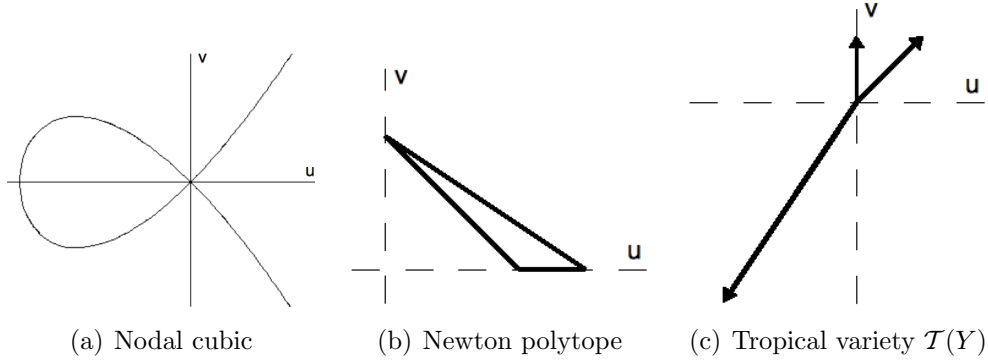 v
u
v
u
v
u
(a) Nodal cubic
(b) Newton polytope
(c) Tropical variety 𝒯(Y)